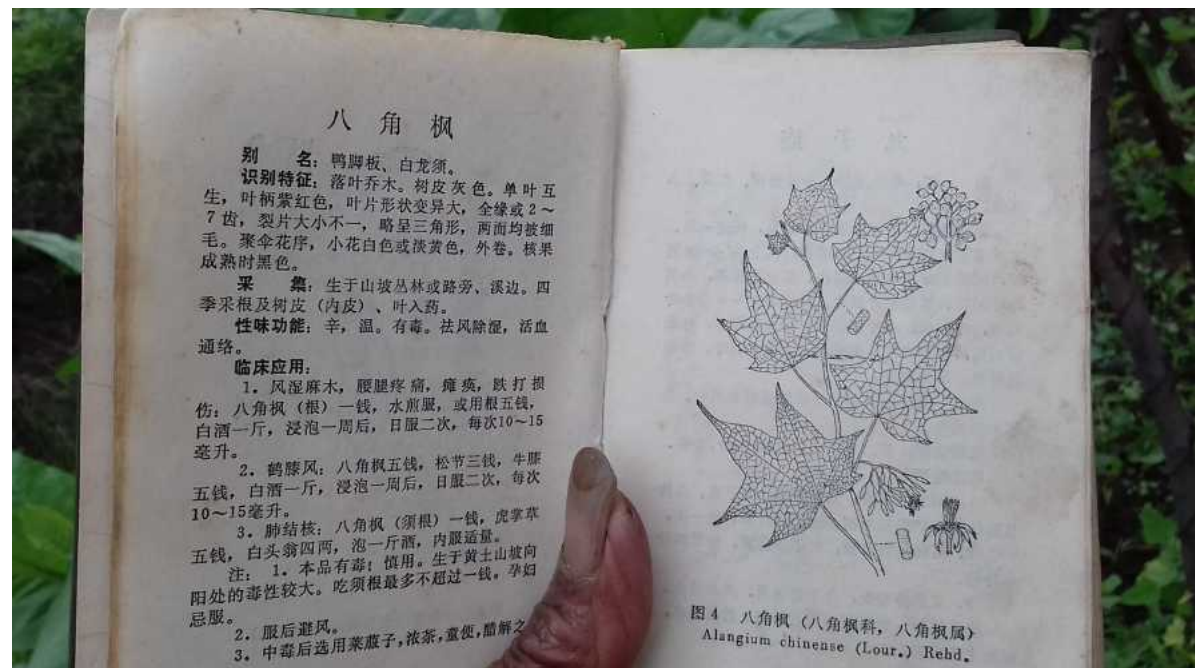 八角枫
别　　名：鸭脚板、白龙须。
识别特征：落叶乔木。树皮灰色。单叶互
生，叶柄紫红色，叶片形状变异大，全缘或2～
7齿，裂片大小不一，略呈三角形，两面均被细
毛。聚伞花序，小花白色或淡黄色，外卷。核果
成熟时黑色。
采　　集：生于山坡丛林或路旁、溪边。四
季采根及树皮（内皮）、叶入药。
性味功能：辛，温。有毒。祛风除湿，活血
通络。
临床应用：
1．风湿麻木，腰腿疼痛，瘫痪，跌打损
伤：八角枫（根）一钱，水煎服，或用根五钱，
白酒一斤，浸泡一周后，日服二次，每次10～15
毫升。
2．鹤膝风：八角枫五钱，松节三钱，牛膝
五钱，白酒一斤，浸泡一周后，日服二次，每次
10～15毫升。
3．肺结核：八角枫（须根）一钱，虎掌草
五钱，白头翁四两，泡一斤酒，内服适量。
注：1．本品有毒；慎用。生于黄土山坡向
阳处的毒性较大。吃须根最多不超过一钱。孕妇
忌服。
2．服后避风。
3．中毒后选用莱菔子，浓茶，童便，醋解之
图4　八角枫（八角枫科，八角枫属）
Alangium chinense (Lour.) Rehd.